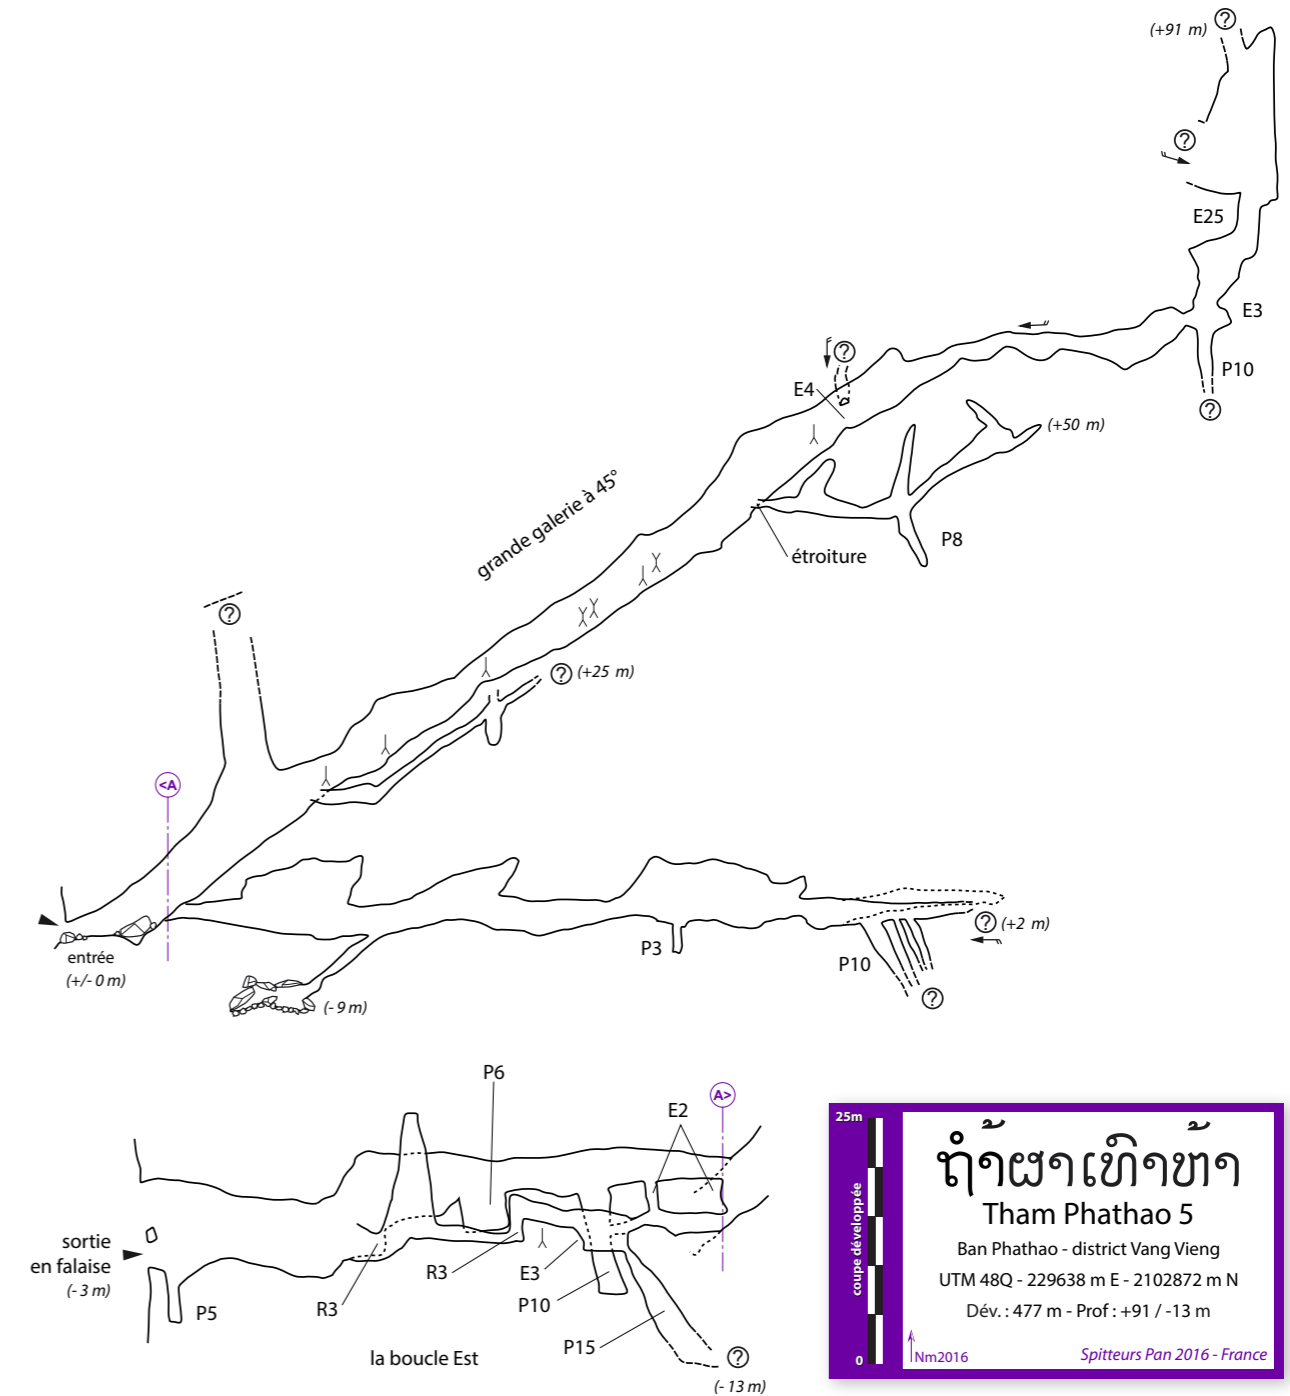 (+91 m)
?
?
E25
E3
P10
?
?
E4
(+50 m)
P8
étroiture
grande galerie à 45°
?
? (+25 m)
<A
entrée
(+/- 0 m)
(- 9 m)
P3
P10
? (+2 m)
?
P6
E2
A>
sortie
en falaise
(- 3 m)
P5
R3
R3
E3
P10
P15
?
(- 13 m)
la boucle Est
25m
coupe développée
0
ຖ້ຳຜາເທົາຫ້າ
Tham Phathao 5
Ban Phathao - district Vang Vieng
UTM 48Q - 229638 m E - 2102872 m N
Dév. : 477 m - Prof : +91 / -13 m
Nm2016
Spitteurs Pan 2016 - France